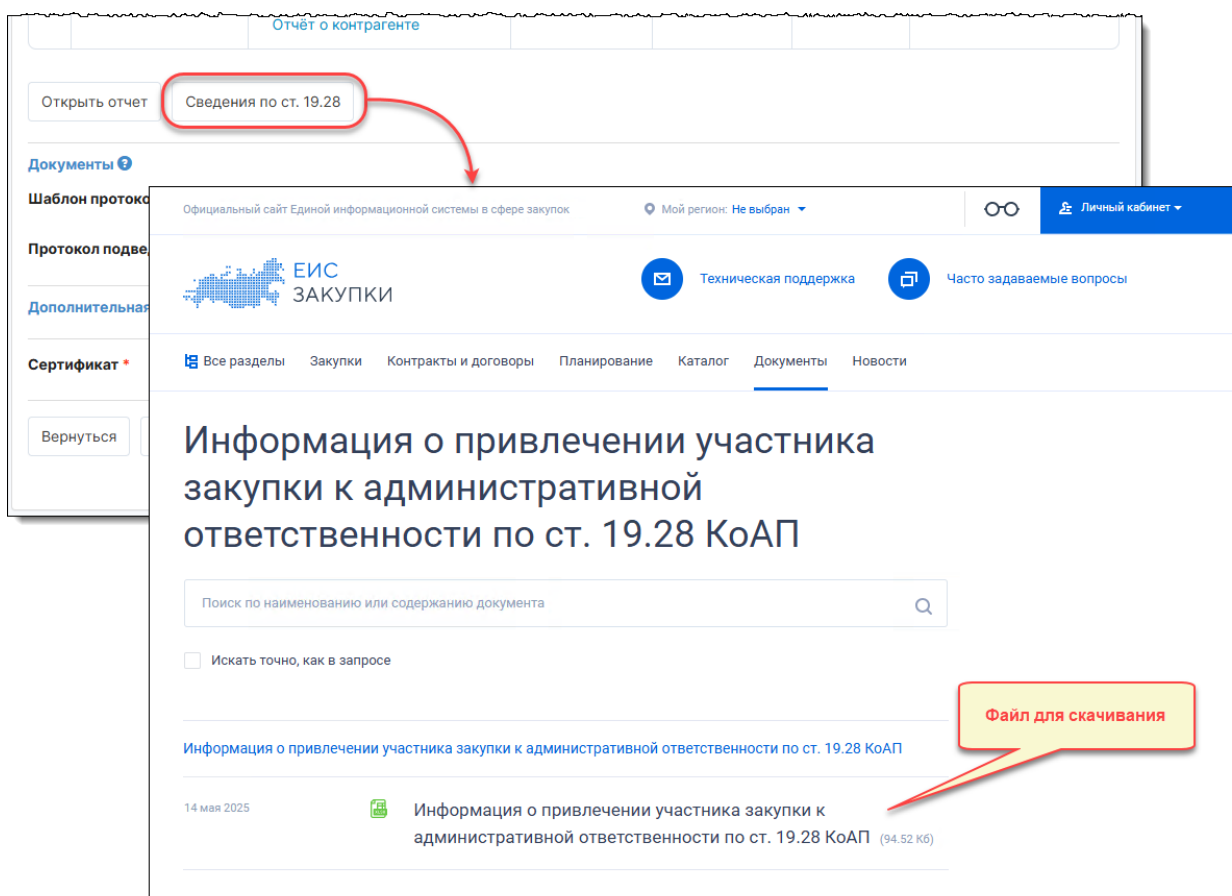 Отчёт о контрагенте
Открыть отчет
Сведения по ст. 19.28
Документы
Шаблон
Протокол
Дополнительная
Сертификат *
Вернуться
Официальный сайт Единой информационной системы в сфере закупок
Мой регион: Не выбран
Личный кабинет
ЕИС
ЗАКУПКИ
Техническая поддержка
Часто задаваемые вопросы
Все разделы
Закупки
Контракты и договоры
Планирование
Каталог
Документы
Новости
Информация о привлечении участника
закупки к административной
ответственности по ст. 19.28 КоАП
Поиск по наименованию или содержанию документа
Искать точно, как в запросе
Файл для скачивания
Информация о привлечении участника закупки к административной ответственности по ст. 19.28 КоАП
14 мая 2025
Информация о привлечении участника закупки к
административной ответственности по ст. 19.28 КоАП (94.52 Кб)